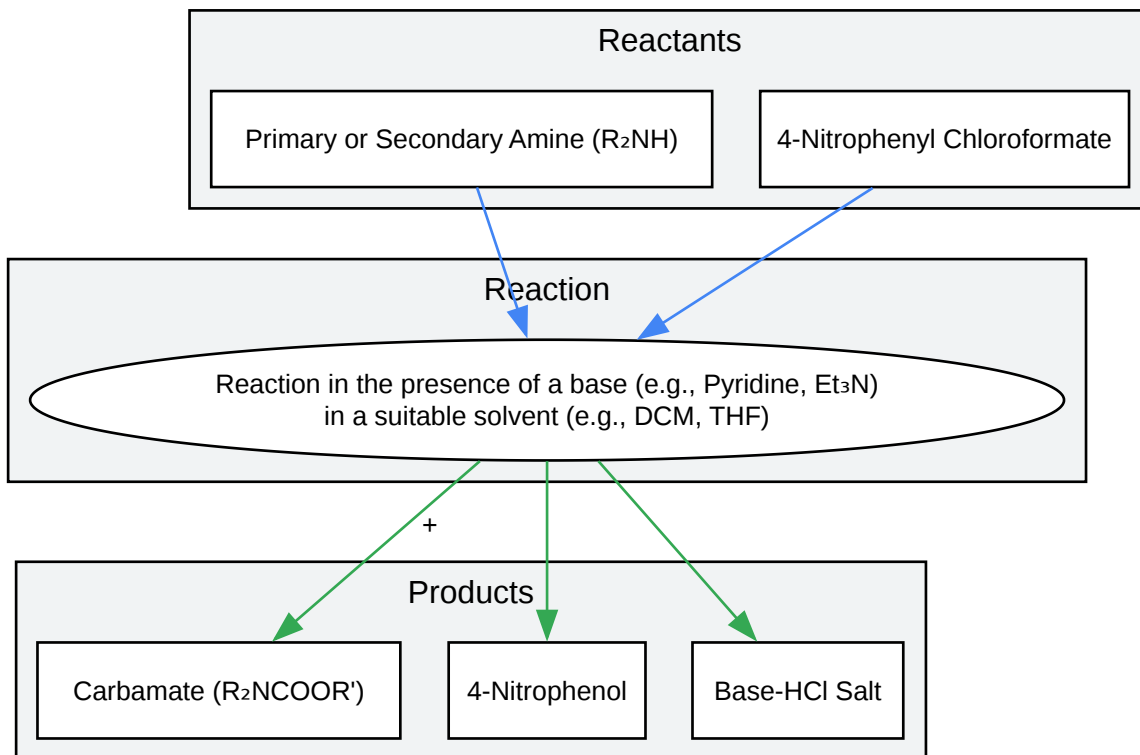 Reactants
Primary or Secondary Amine (R₂NH)
4-Nitrophenyl Chloroformate
Reaction
Reaction in the presence of a base (e.g., Pyridine, Et₃N)
in a suitable solvent (e.g., DCM, THF)
+
Products
Carbamate (R₂NCOOR')
4-Nitrophenol
Base-HCl Salt